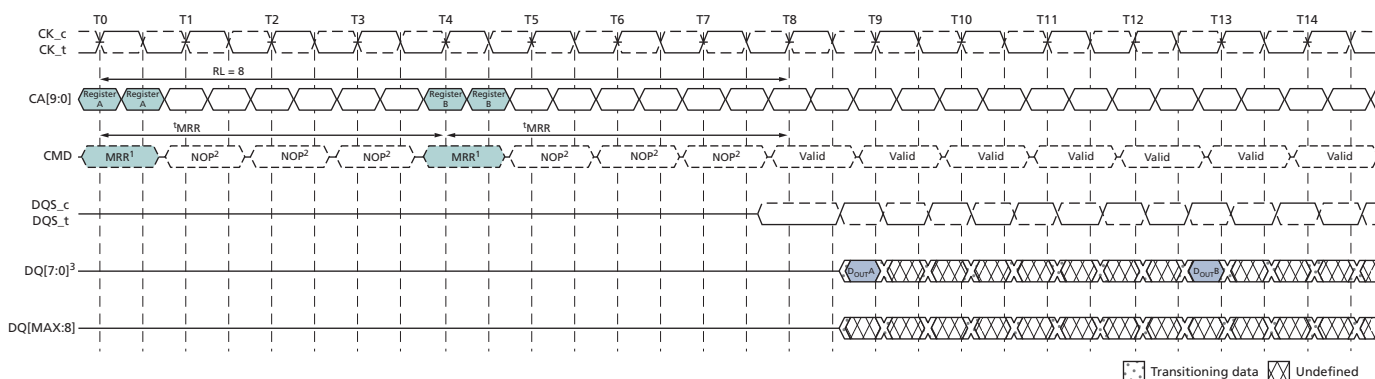 T0 T1 T2 T3 T4 T5 T6 T7 T8 T9 T10 T11 T12 T13 T14
CK_c
CK_t
RL = 8
CA[9:0] Register A Register A Register B Register B
tMRR tMRR
CMD MRR1 NOP2 NOP2 NOP2 MRR1 NOP2 NOP2 NOP2 Valid Valid Valid Valid Valid Valid Valid
DQS_c
DQS_t
DQ[7:0]3 DOUTA DOUTB
DQ[MAX:8]
Transitioning data Undefined